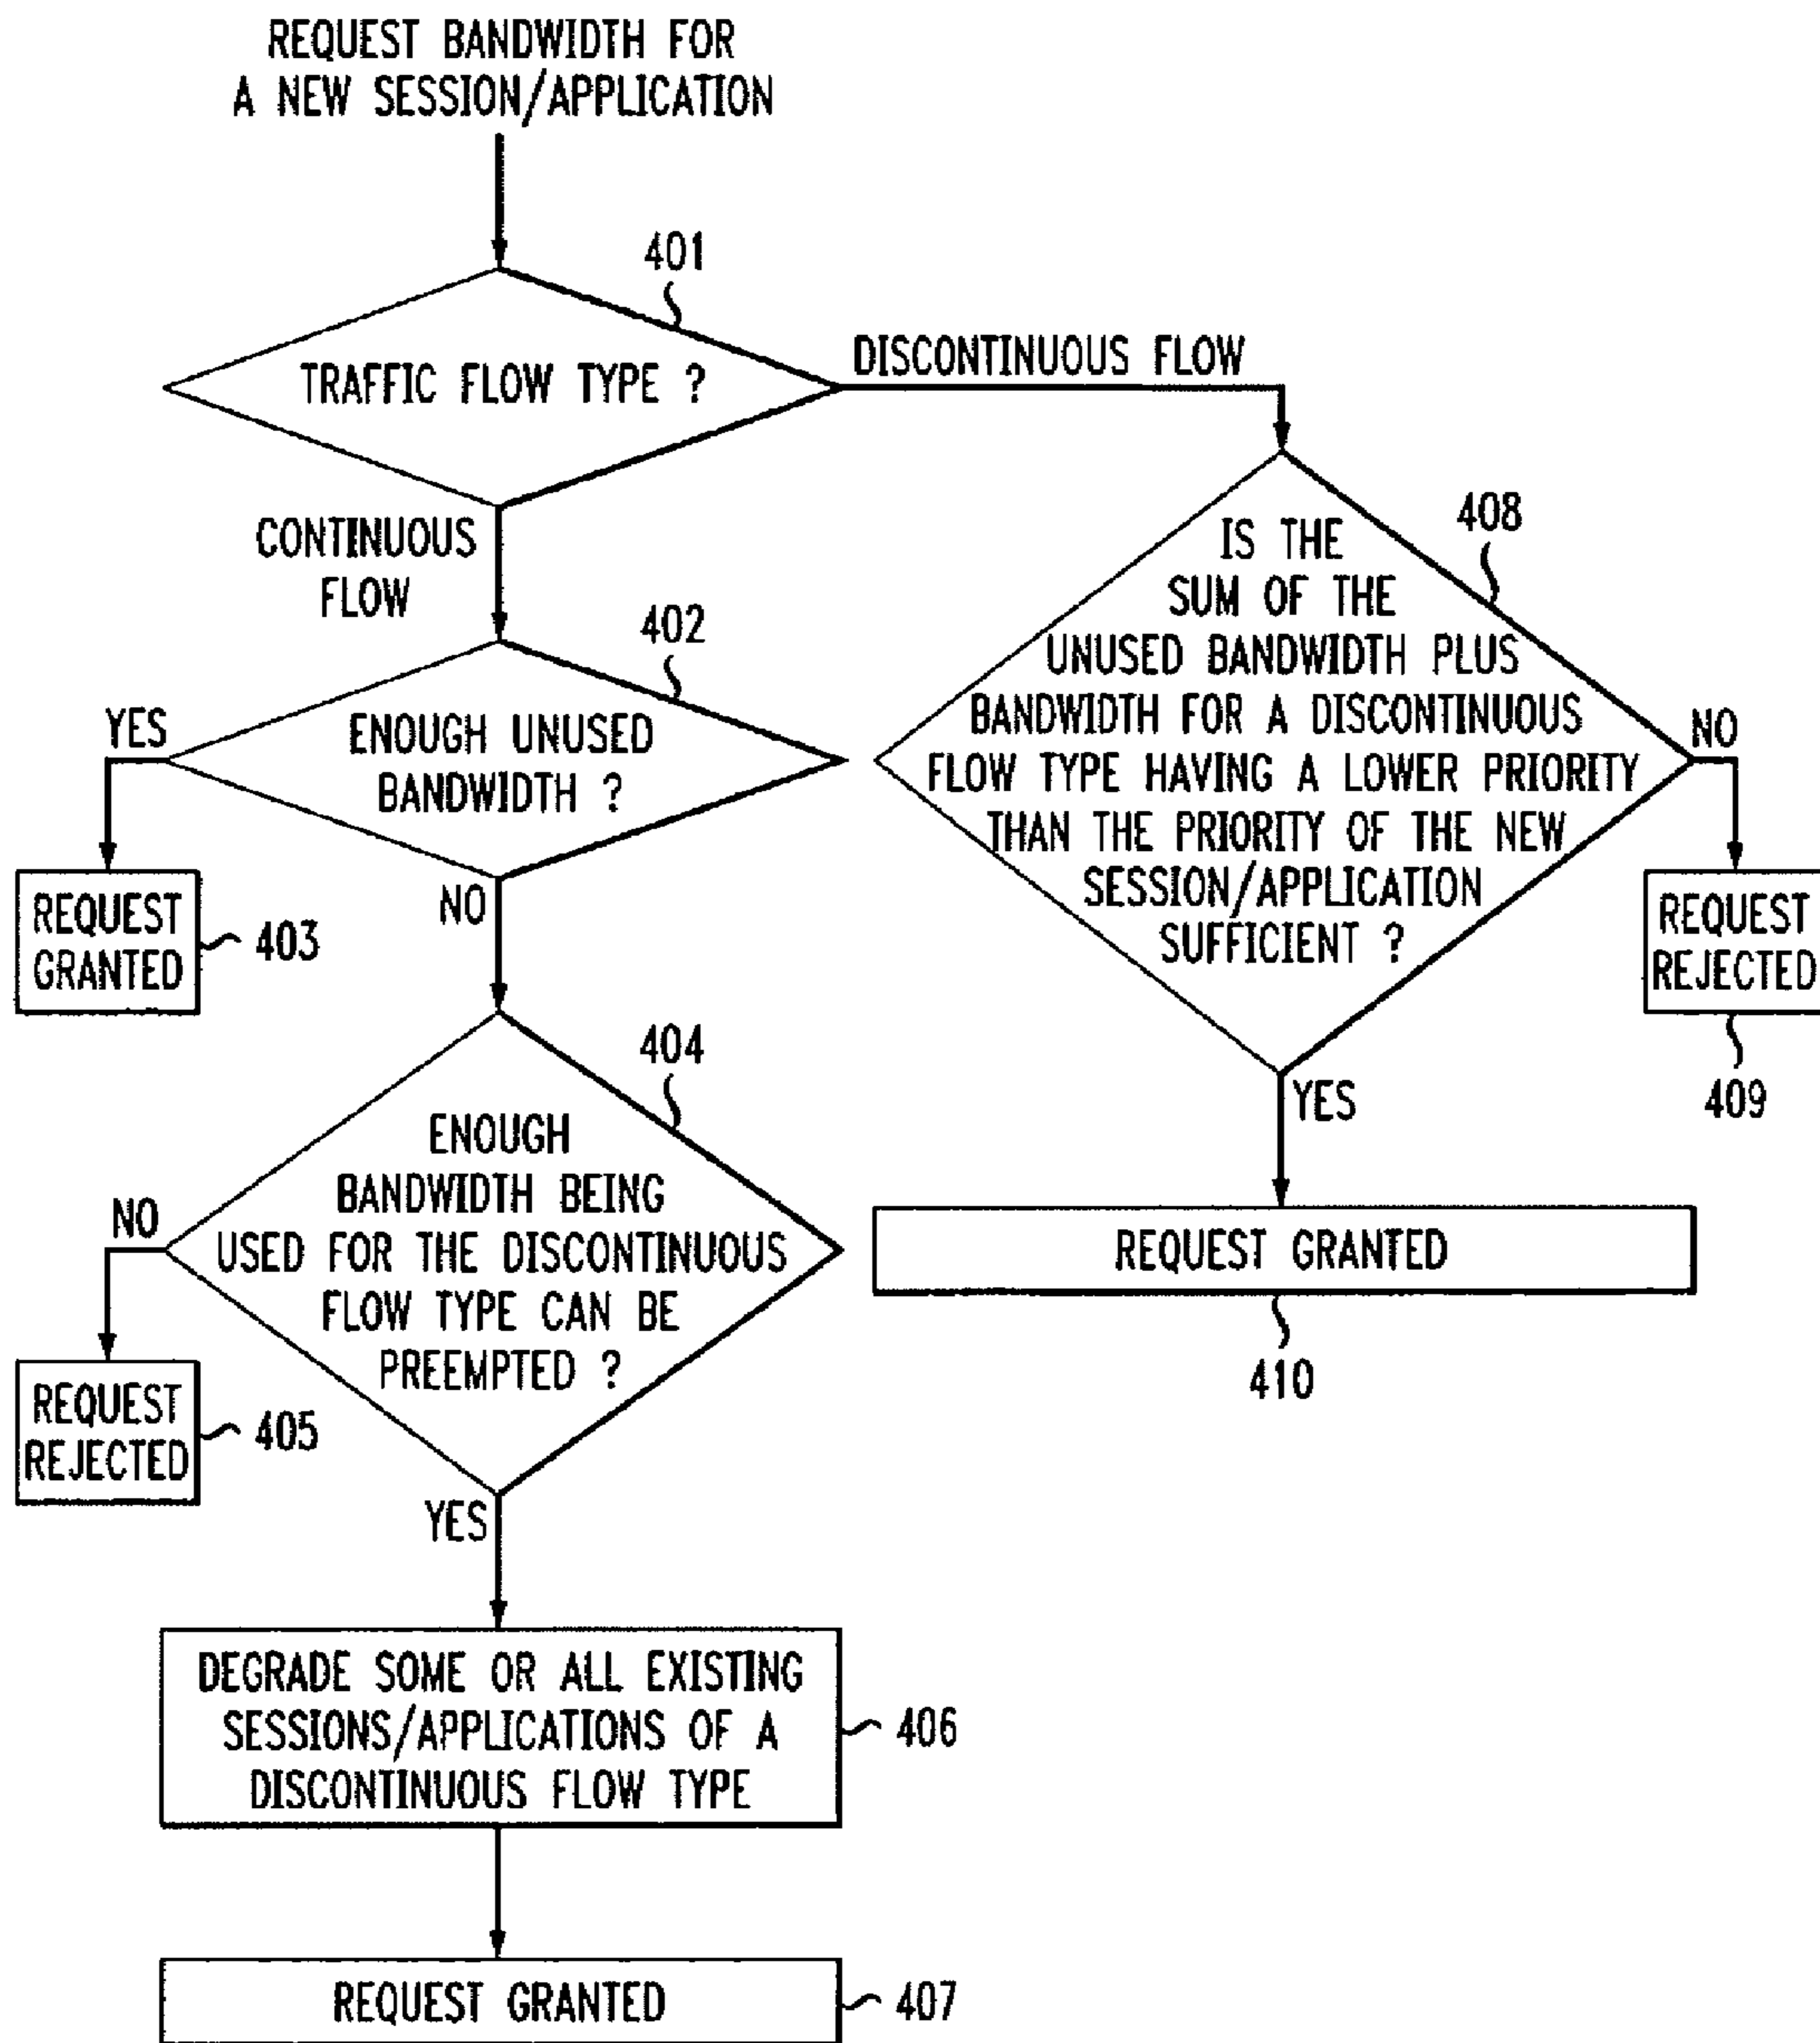 REQUEST BANDWIDTH FOR
A NEW SESSION/APPLICATION
401
TRAFFIC FLOW TYPE ?
DISCONTINUOUS FLOW
CONTINUOUS
FLOW
402
ENOUGH UNUSED
BANDWIDTH ?
YES
REQUEST
GRANTED
403
NO
404
ENOUGH
BANDWIDTH BEING
USED FOR THE DISCONTINUOUS
FLOW TYPE CAN BE
PREEMPTED ?
NO
REQUEST
REJECTED
405
YES
DEGRADE SOME OR ALL EXISTING
SESSIONS/APPLICATIONS OF A
DISCONTINUOUS FLOW TYPE
406
REQUEST GRANTED
407
408
IS THE
SUM OF THE
UNUSED BANDWIDTH PLUS
BANDWIDTH FOR A DISCONTINUOUS
FLOW TYPE HAVING A LOWER PRIORITY
THAN THE PRIORITY OF THE NEW
SESSION/APPLICATION
SUFFICIENT ?
NO
REQUEST
REJECTED
409
YES
REQUEST GRANTED
410